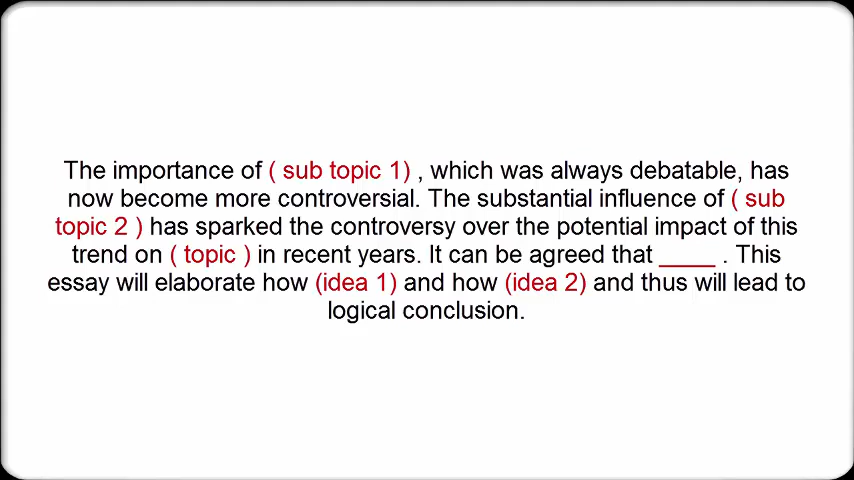 The importance of ( sub topic 1) , which was always debatable, has
now become more controversial. The substantial influence of ( sub
topic 2 ) has sparked the controversy over the potential impact of this
trend on ( topic ) in recent years. It can be agreed that ____ . This
essay will elaborate how (idea 1) and how (idea 2) and thus will lead to
logical conclusion.